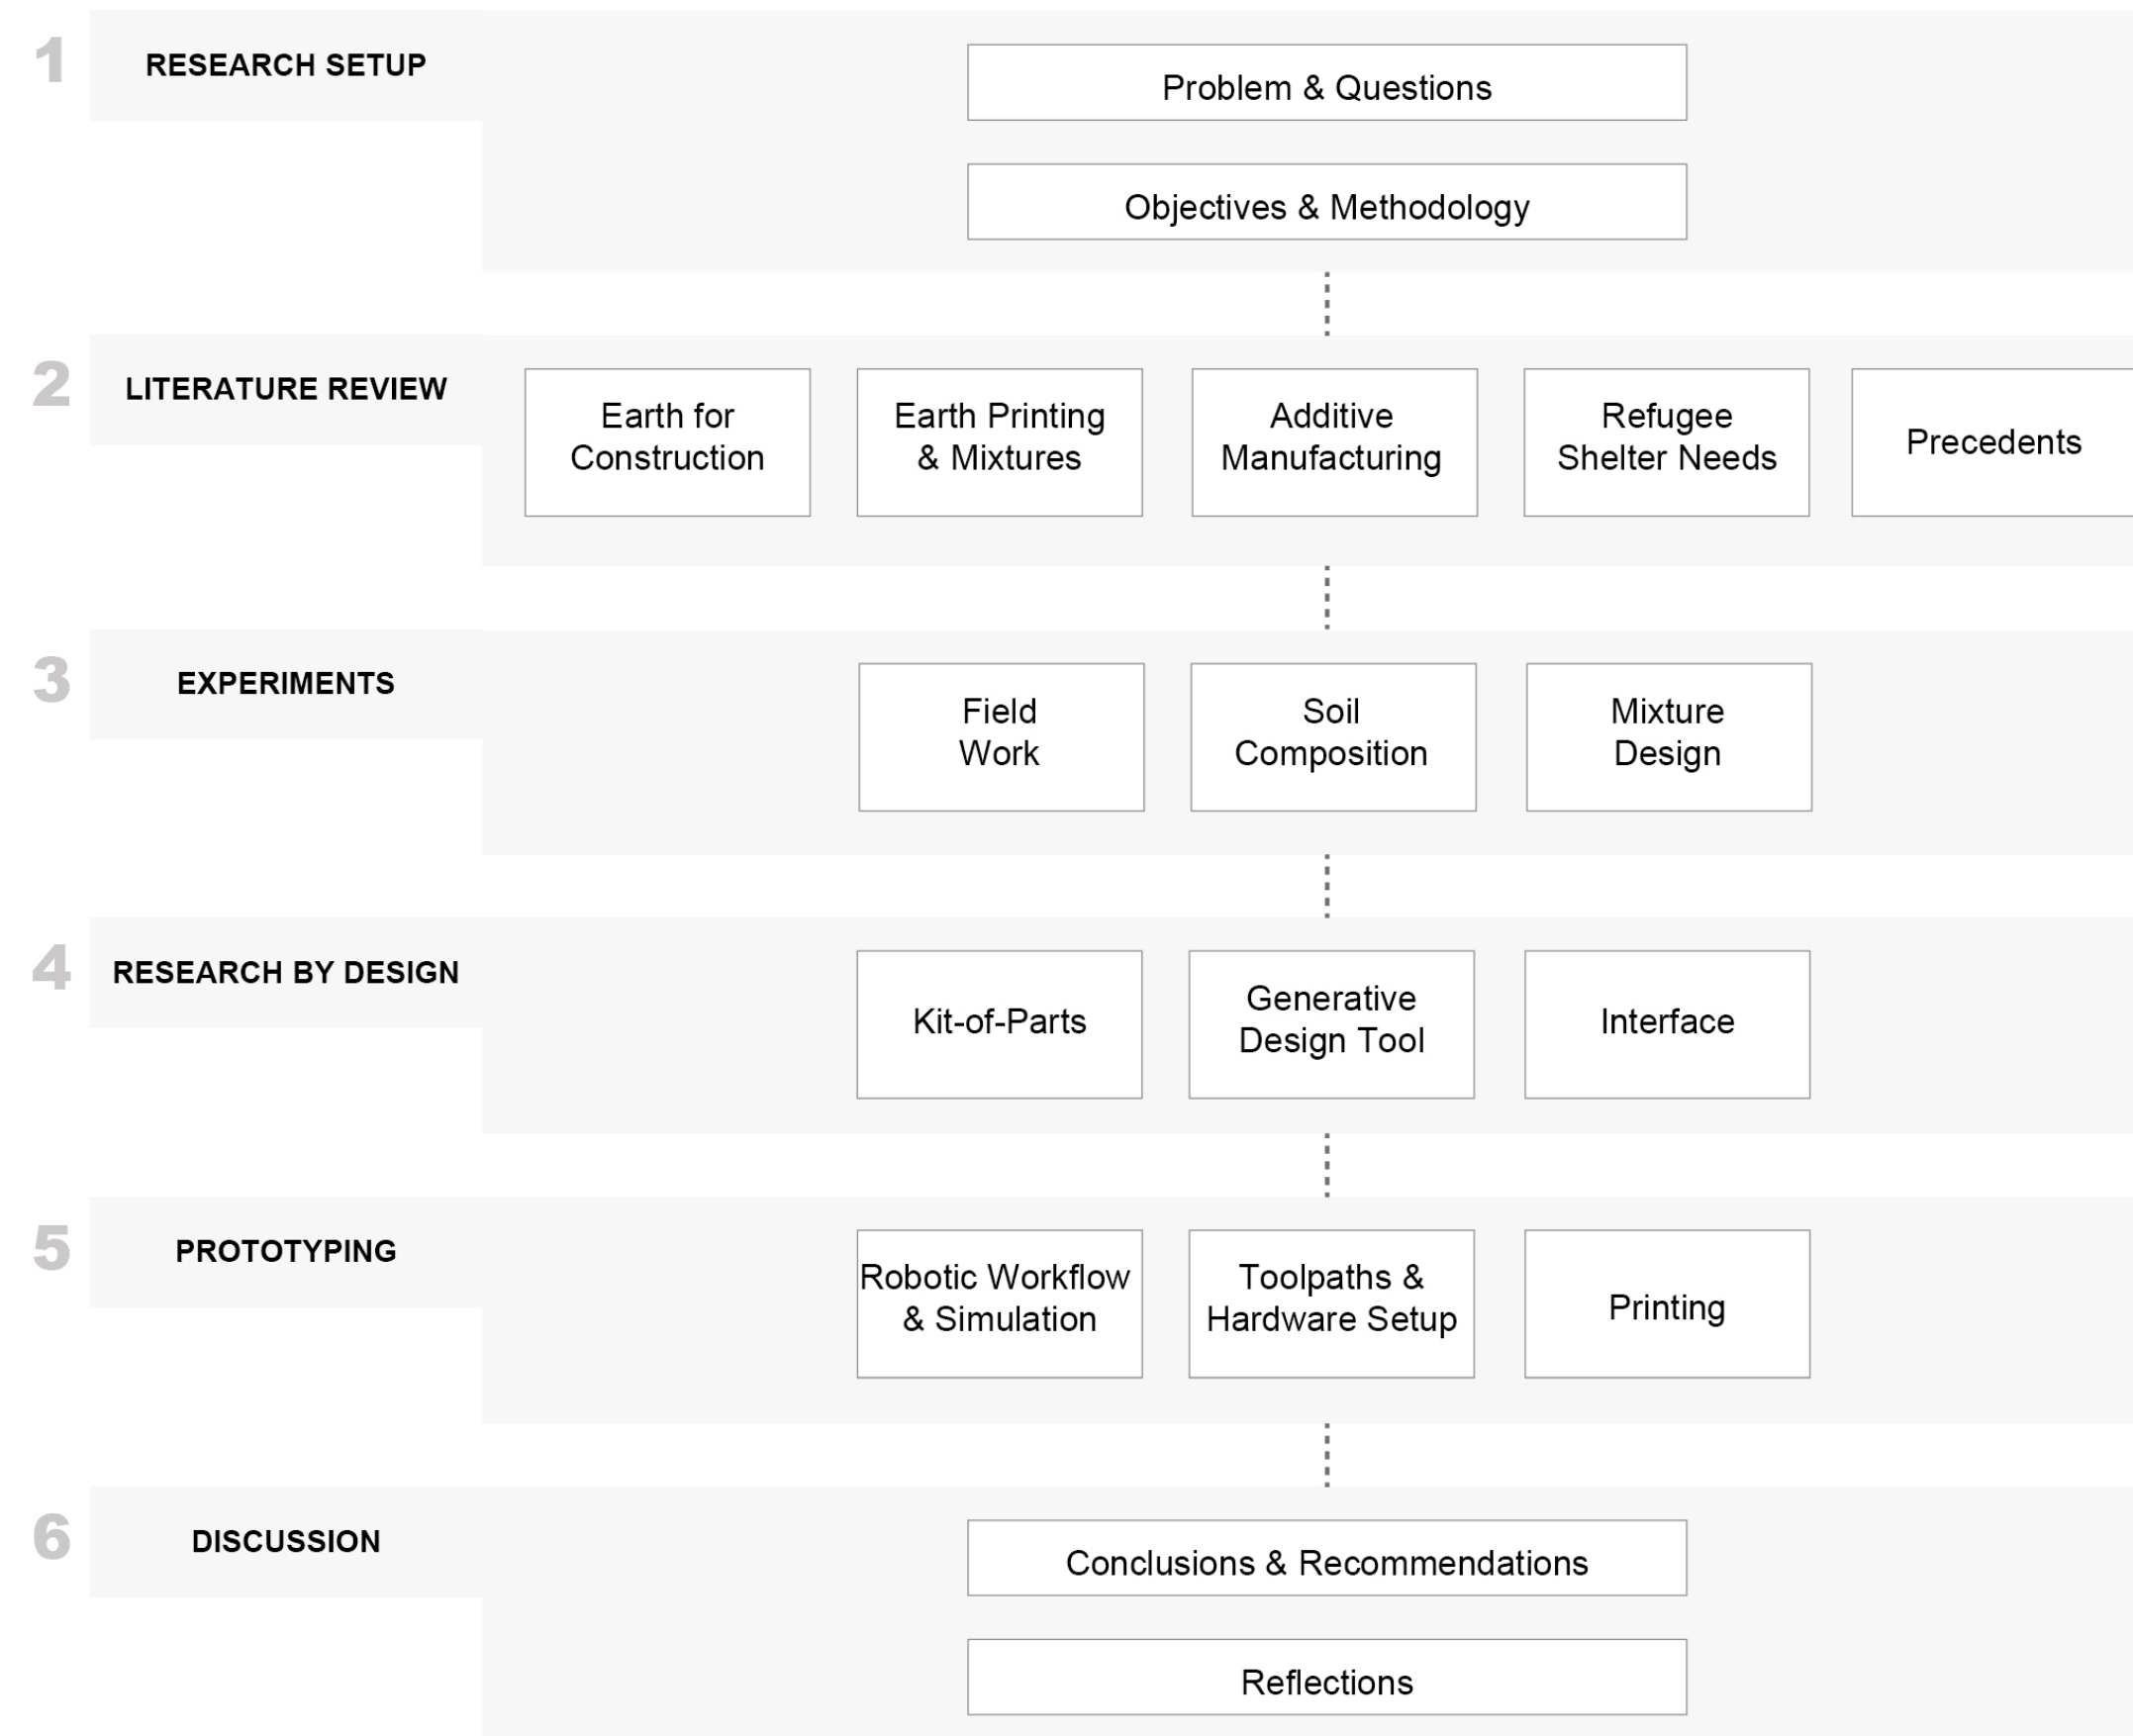 1
RESEARCH SETUP
Problem & Questions
Objectives & Methodology
2
LITERATURE REVIEW
Earth for
Construction
Earth Printing
& Mixtures
Additive
Manufacturing
Refugee
Shelter Needs
Precedents
3
EXPERIMENTS
Field
Work
Soil
Composition
Mixture
Design
4
RESEARCH BY DESIGN
Kit-of-Parts
Generative
Design Tool
Interface
5
PROTOTYPING
Robotic Workflow
& Simulation
Toolpaths &
Hardware Setup
Printing
6
DISCUSSION
Conclusions & Recommendations
Reflections